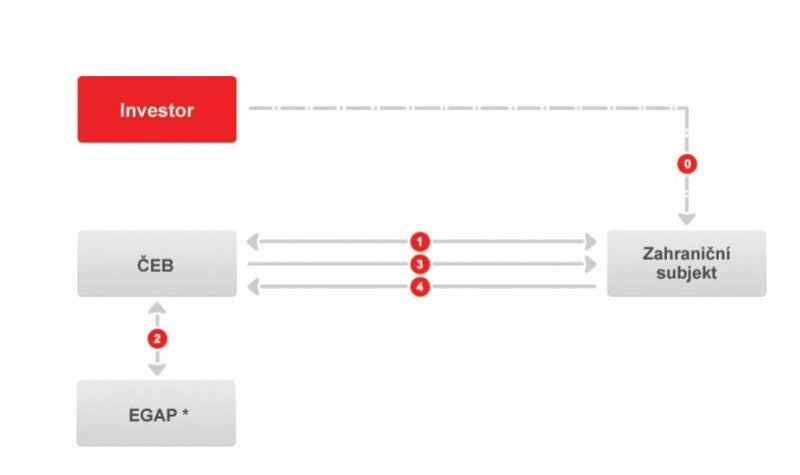 Investor
0
1
ČEB
3
Zahraniční
subjekt
4
2
EGAP *